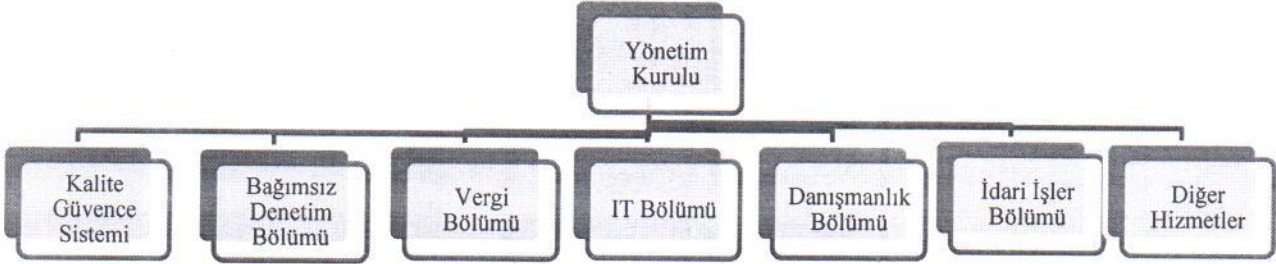 Yönetim
Kurulu
Kalite
Güvence
Sistemi
Bağımsız
Denetim
Bölümü
Vergi
Bölümü
IT Bölümü
Danışmanlık
Bölümü
İdari İşler
Bölümü
Diğer
Hizmetler